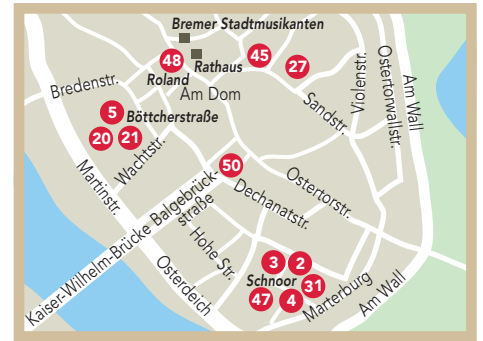 Bremer Stadtmusikanten
48
Rathaus
45
27
Roland
Am Dom
Bredenstr.
Violenstr.
Ostertorwallstr.
Am Wall
Sandstr.
5
Böttcherstraße
20
21
Wachtstr.
Martinistr.
50
Balgebrück-
straße
Dechanatstr.
Ostertorstr.
Kaiser-Wilhelm-Brücke
Hohe Str.
Osterdeich
3
2
Schnoor
31
47
4
Marterburg
Am Wall